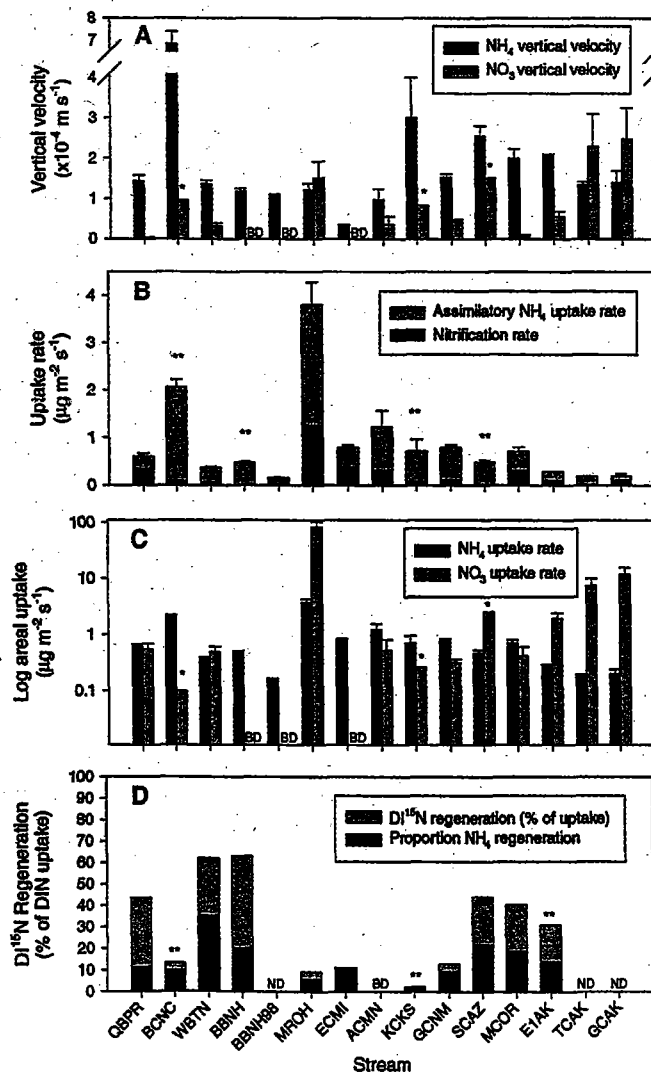 8
7
A
NH₄ vertical velocity
NO₃ vertical velocity
4
3
2
1
0
Vertical velocity
(x10⁻⁴ m s⁻¹)
* BD BD BD * *
B
Assimilatory NH₄ uptake rate
Nitrification rate
4
3
2
1
0
Uptake rate
(µg m⁻² s⁻¹)
** ** ** **
C
NH₄ uptake rate
NO₃ uptake rate
100
10
1
0.1
Log areal uptake
(µg m⁻² s⁻¹)
* BD BD BD * *
D
DI¹⁵N regeneration (% of uptake)
Proportion NH₄ regeneration
100
90
80
70
60
50
40
30
20
10
0
DI¹⁵N Regeneration
(% of DIN uptake)
** ND BD ** ** ND ND
QBPR BCNC WBTN BBNH BBNH98 MROH ECMI ACMN KCKS GCNM SCAZ MCOR E1AK TCAK GCAK
Stream